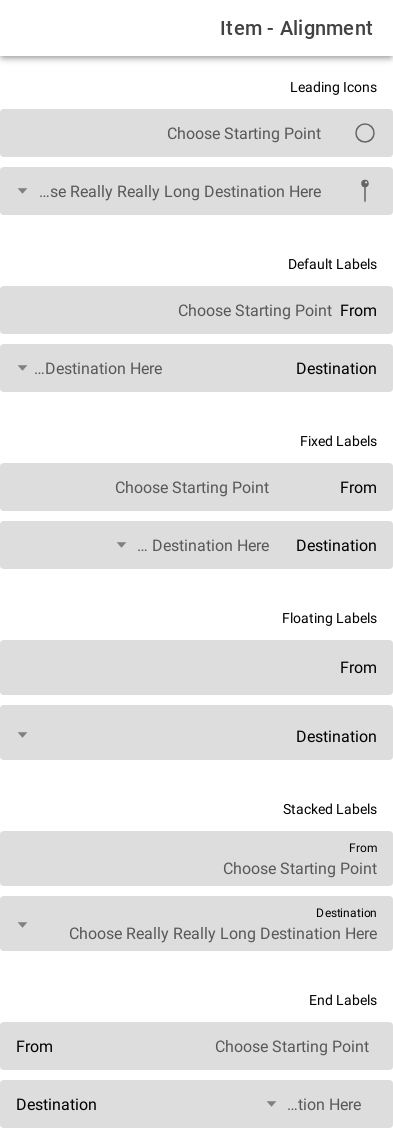 Item - Alignment
Leading Icons
Choose Starting Point
...se Really Really Long Destination Here
Default Labels
From Choose Starting Point
Destination ...Destination Here
Fixed Labels
From Choose Starting Point
Destination ... Destination Here
Floating Labels
From
Destination
Stacked Labels
From
Choose Starting Point
Destination
Choose Really Really Long Destination Here
End Labels
Choose Starting Point From
...tion Here Destination